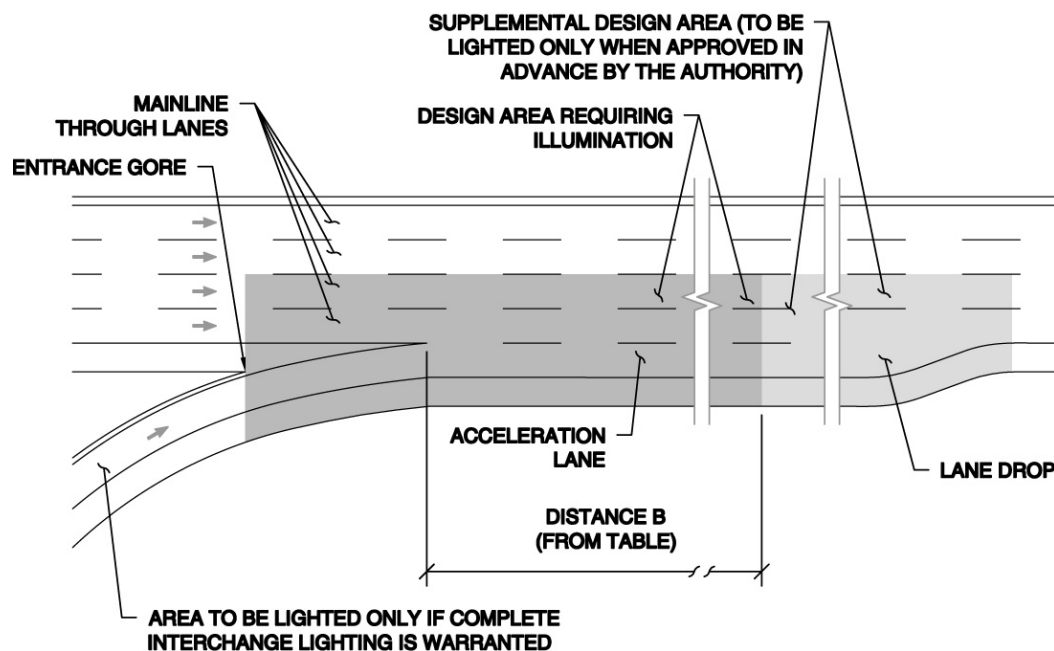 SUPPLEMENTAL DESIGN AREA (TO BE
LIGHTED ONLY WHEN APPROVED IN
ADVANCE BY THE AUTHORITY)
MAINLINE
THROUGH LANES
DESIGN AREA REQUIRING
ILLUMINATION
ENTRANCE GORE
ACCELERATION
LANE
LANE DROP
DISTANCE B
(FROM TABLE)
AREA TO BE LIGHTED ONLY IF COMPLETE
INTERCHANGE LIGHTING IS WARRANTED